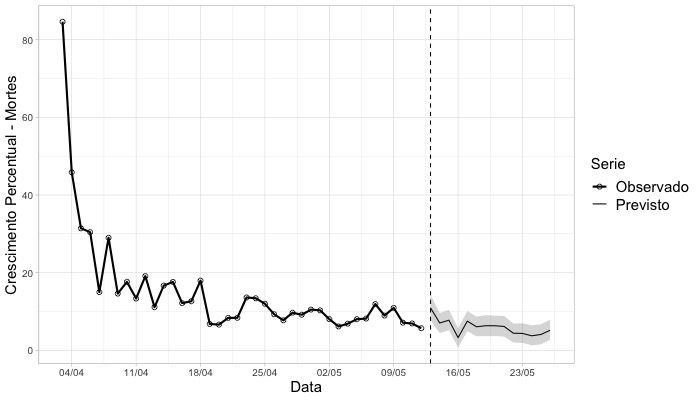 80
60
40
20
0
Crescimento Percentual - Mortes
04/04 11/04 18/04 25/04 02/05 09/05 16/05 23/05
Data
Serie
Observado
Previsto